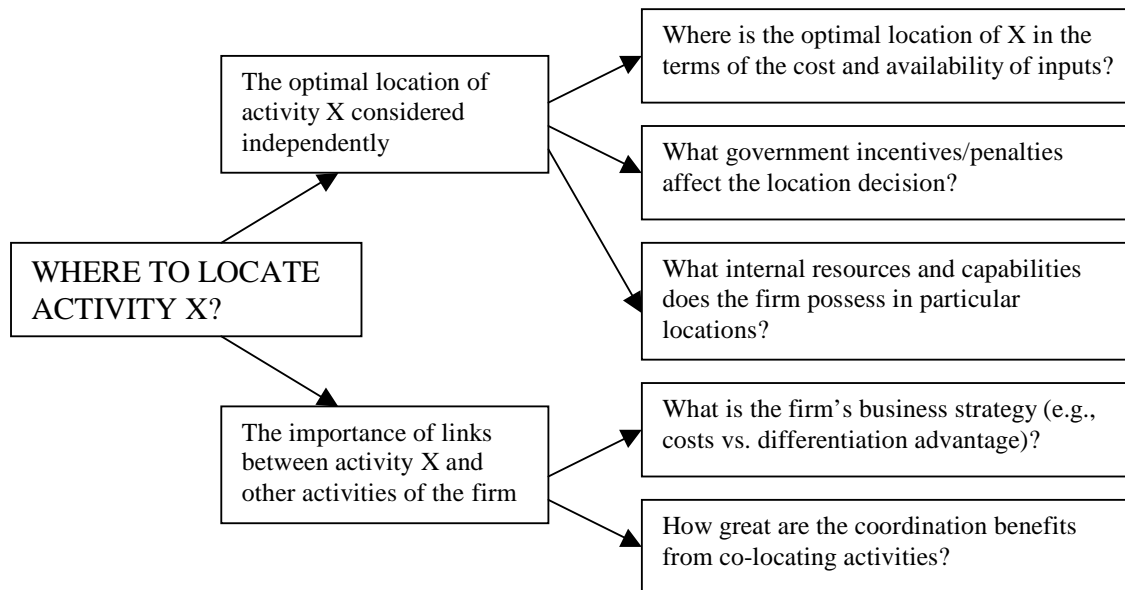 WHERE TO LOCATE
ACTIVITY X?
The optimal location of
activity X considered
independently
Where is the optimal location of X in the
terms of the cost and availability of inputs?
What government incentives/penalties
affect the location decision?
What internal resources and capabilities
does the firm possess in particular
locations?
The importance of links
between activity X and
other activities of the firm
What is the firm’s business strategy (e.g.,
costs vs. differentiation advantage)?
How great are the coordination benefits
from co-locating activities?